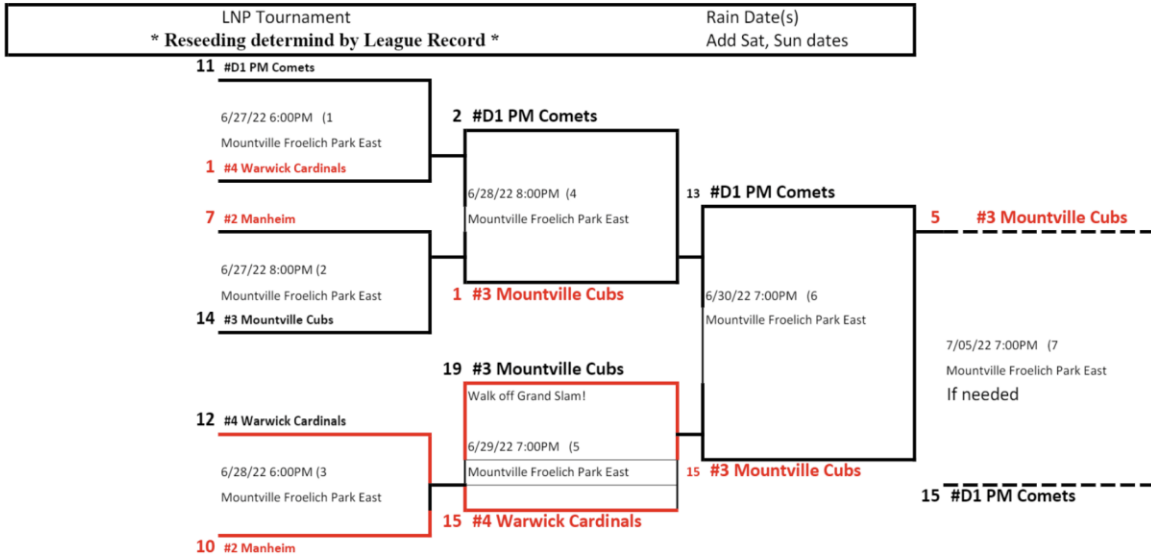 LNP Tournament
Rain Date(s)
* Reseeding determind by League Record *
Add Sat, Sun dates
11 #D1 PM Comets
6/27/22 6:00PM (1
Mountville Froelich Park East
1 #4 Warwick Cardinals
7 #2 Manheim
6/27/22 8:00PM (2
Mountville Froelich Park East
14 #3 Mountville Cubs
12 #4 Warwick Cardinals
6/28/22 6:00PM (3
Mountville Froelich Park East
10 #2 Manheim
2 #D1 PM Comets
6/28/22 8:00PM (4
Mountville Froelich Park East
1 #3 Mountville Cubs
19 #3 Mountville Cubs
Walk off Grand Slam!
6/29/22 7:00PM (5
Mountville Froelich Park East
15 #4 Warwick Cardinals
13 #D1 PM Comets
6/30/22 7:00PM (6
Mountville Froelich Park East
15 #3 Mountville Cubs
5 #3 Mountville Cubs
7/05/22 7:00PM (7
Mountville Froelich Park East
If needed
15 #D1 PM Comets